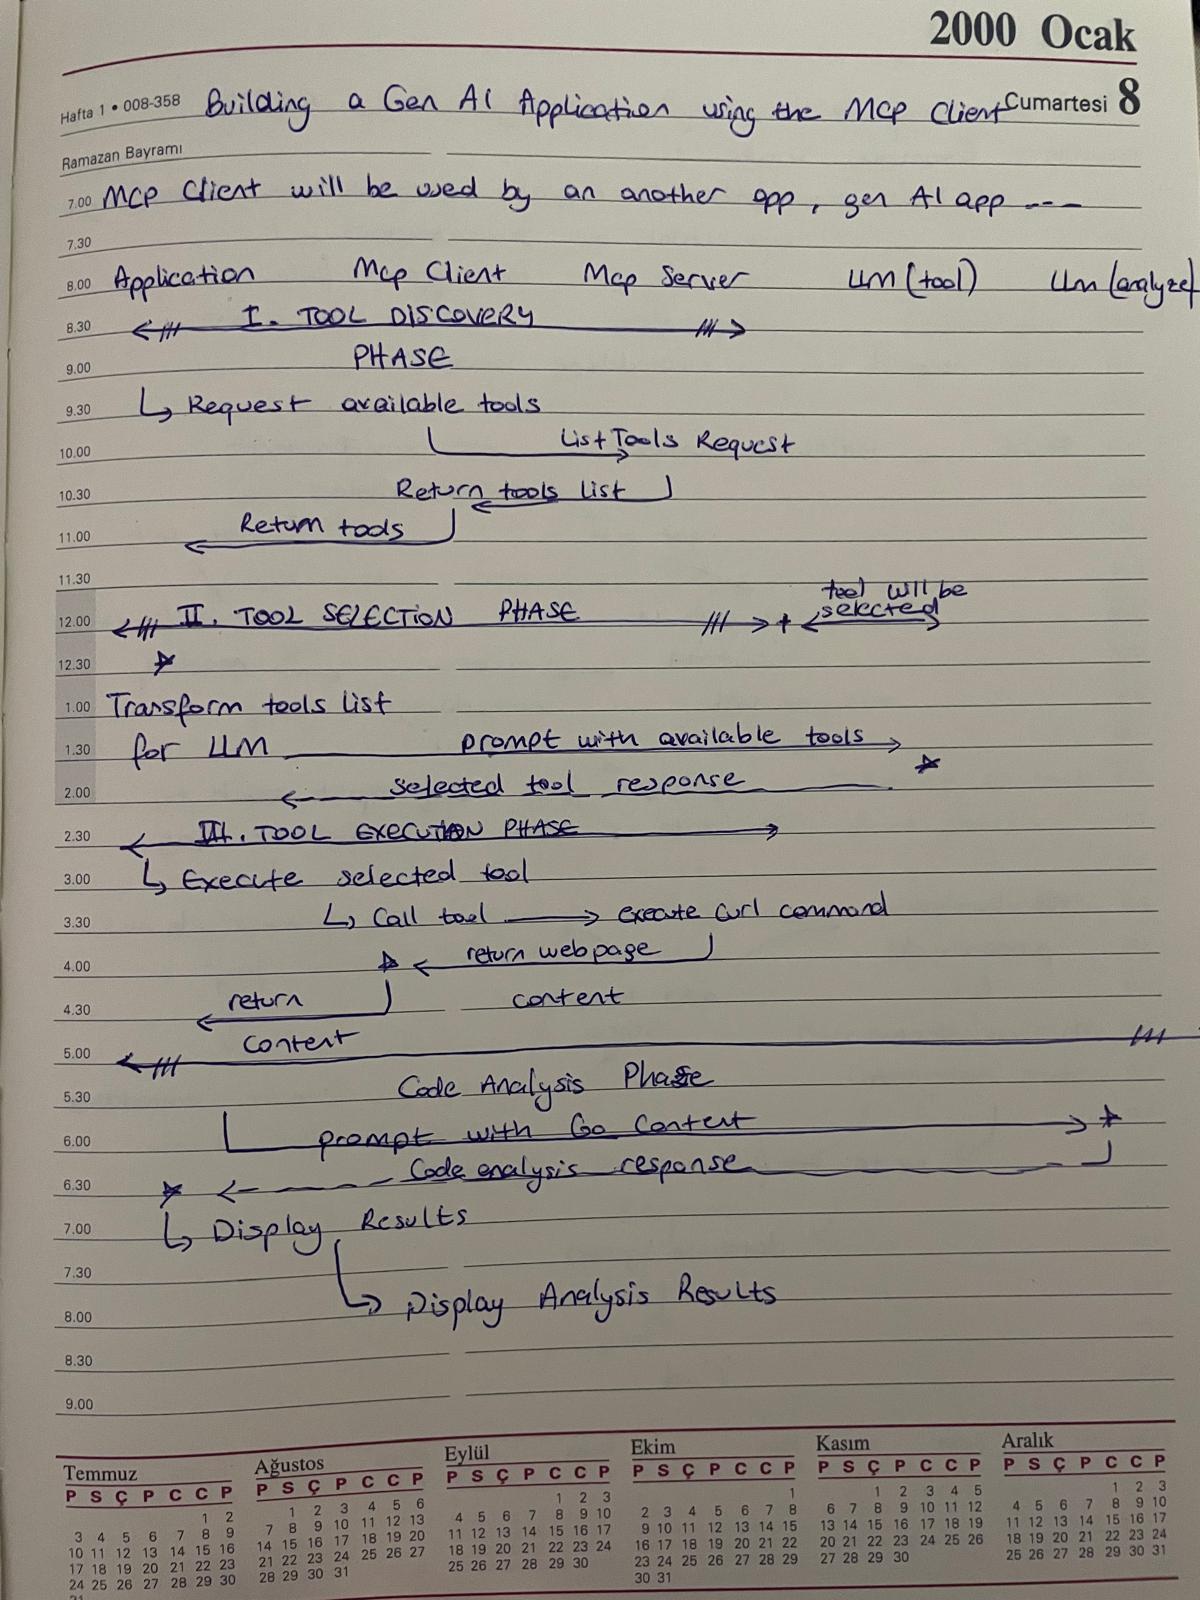 2000 Ocak
Hafta 1 • 008-358 Building a Gen AI Application using the MCP Client Cumartesi 8
Ramazan Bayramı
7.00 MCP Client will be used by an another app, gen AI app ---
7.30
8.00 Application Mcp Client Mcp Server LLM (tool) LLM (analyze)
8.30 I. TOOL DISCOVERY
9.00 PHASE
9.30 Request available tools
10.00 List Tools Request
10.30 Return tools list
11.00 Return tools
11.30
tool will be
12.00 II. TOOL SELECTION PHASE + selected
12.30
1.00 Transform tools list
1.30 for LLM prompt with available tools
2.00 selected tool response
2.30 III. TOOL EXECUTION PHASE
3.00 Execute selected tool
3.30 Call tool execute curl command
4.00 return webpage
4.30 return content
5.00 Content
5.30 Code Analysis Phase
6.00 prompt with Go Content
6.30 Code analysis response
7.00 Display Results
7.30
8.00 Display Analysis Results
8.30
9.00
Temmuz Ağustos Eylül Ekim Kasım Aralık
P S Ç P C C P P S Ç P C C P P S Ç P C C P P S Ç P C C P P S Ç P C C P P S Ç P C C P
1 2 1 2 3 4 5 6 1 2 3 1 1 2 3 4 5 1 2 3
3 4 5 6 7 8 9 7 8 9 10 11 12 13 4 5 6 7 8 9 10 2 3 4 5 6 7 8 6 7 8 9 10 11 12 4 5 6 7 8 9 10
10 11 12 13 14 15 16 14 15 16 17 18 19 20 11 12 13 14 15 16 17 9 10 11 12 13 14 15 13 14 15 16 17 18 19 11 12 13 14 15 16 17
17 18 19 20 21 22 23 21 22 23 24 25 26 27 18 19 20 21 22 23 24 16 17 18 19 20 21 22 20 21 22 23 24 25 26 18 19 20 21 22 23 24
24 25 26 27 28 29 30 28 29 30 31 25 26 27 28 29 30 23 24 25 26 27 28 29 27 28 29 30 25 26 27 28 29 30 31
31 30 31